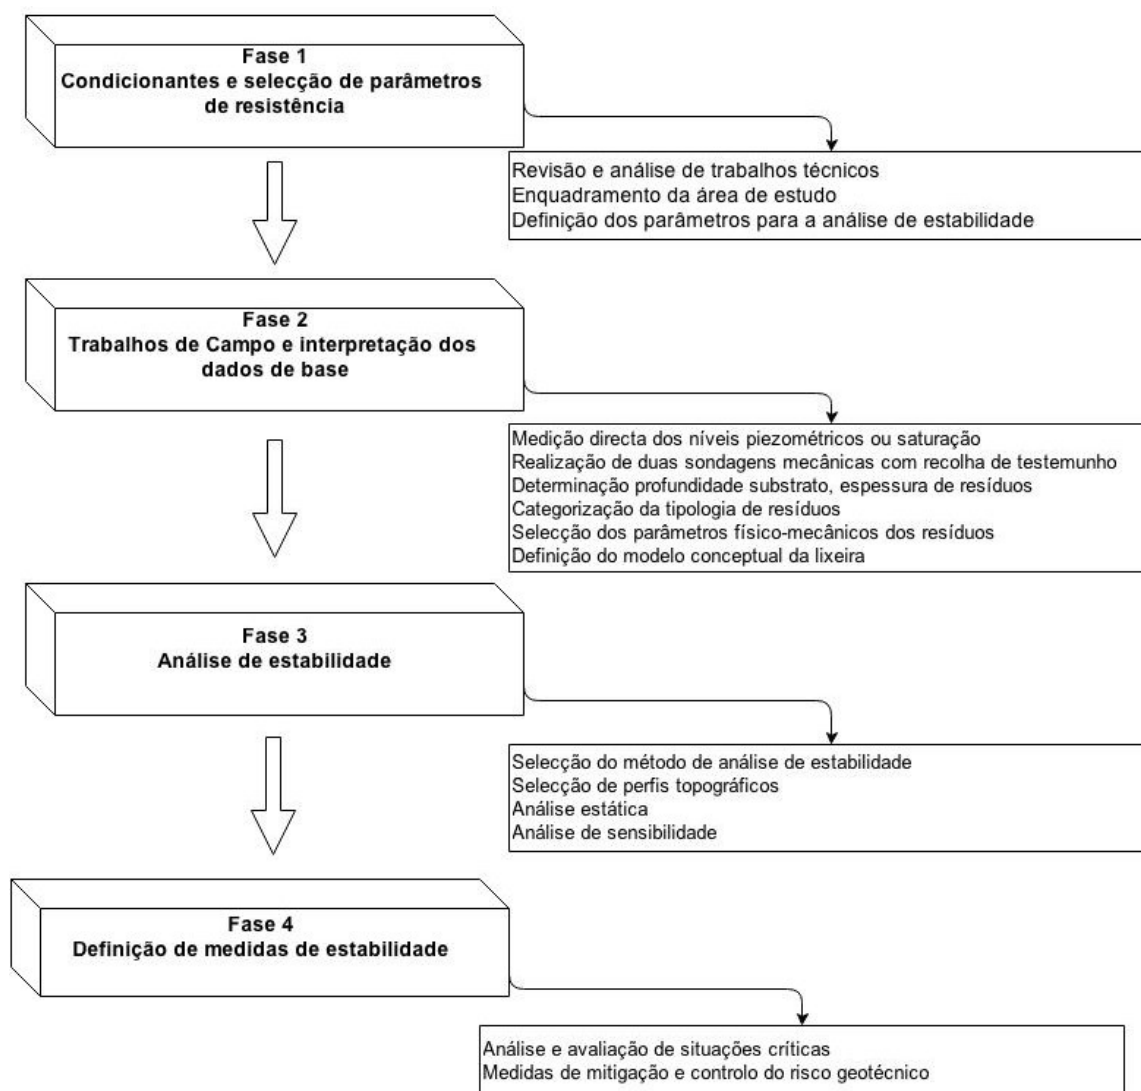 Fase 1
Condicionantes e selecção de parâmetros
de resistência
Revisão e análise de trabalhos técnicos
Enquadramento da área de estudo
Definição dos parâmetros para a análise de estabilidade
Fase 2
Trabalhos de Campo e interpretação dos
dados de base
Medição directa dos níveis piezométricos ou saturação
Realização de duas sondagens mecânicas com recolha de testemunho
Determinação profundidade substrato, espessura de resíduos
Categorização da tipologia de resíduos
Selecção dos parâmetros físico-mecânicos dos resíduos
Definição do modelo conceptual da lixeira
Fase 3
Análise de estabilidade
Selecção do método de análise de estabilidade
Selecção de perfis topográficos
Análise estática
Análise de sensibilidade
Fase 4
Definição de medidas de estabilidade
Análise e avaliação de situações críticas
Medidas de mitigação e controlo do risco geotécnico